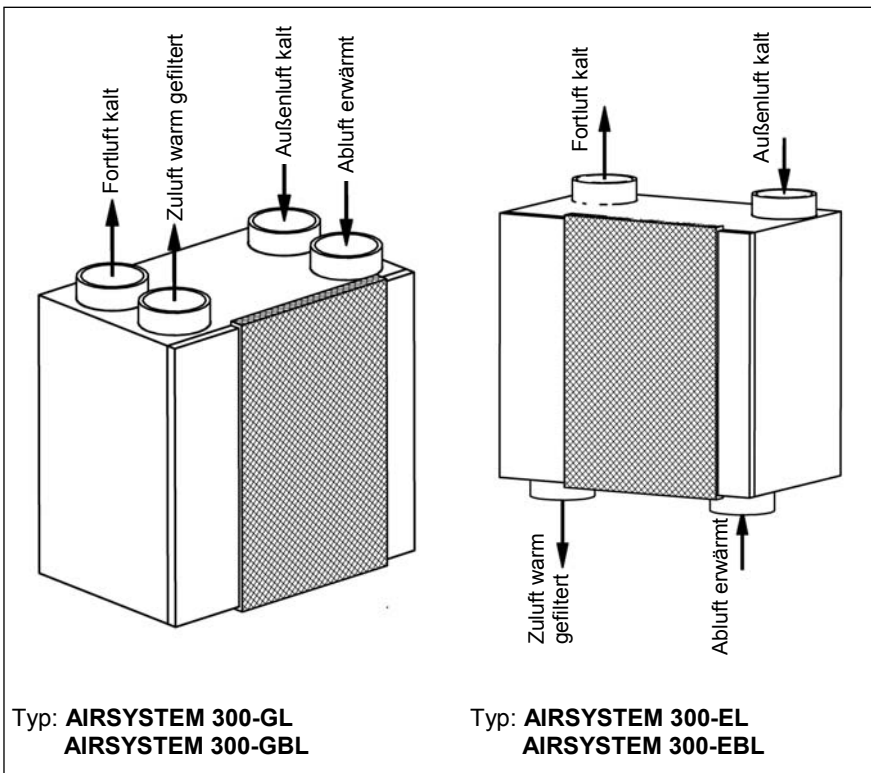 Fortluft kalt
Zuluft warm gefiltert
Außenluft kalt
Abluft erwärmt
Fortluft kalt
Außenluft kalt
Zuluft warm
gefiltert
Abluft erwärmt
Typ: AIRSYSTEM 300-GL
AIRSYSTEM 300-GBL
Typ: AIRSYSTEM 300-EL
AIRSYSTEM 300-EBL